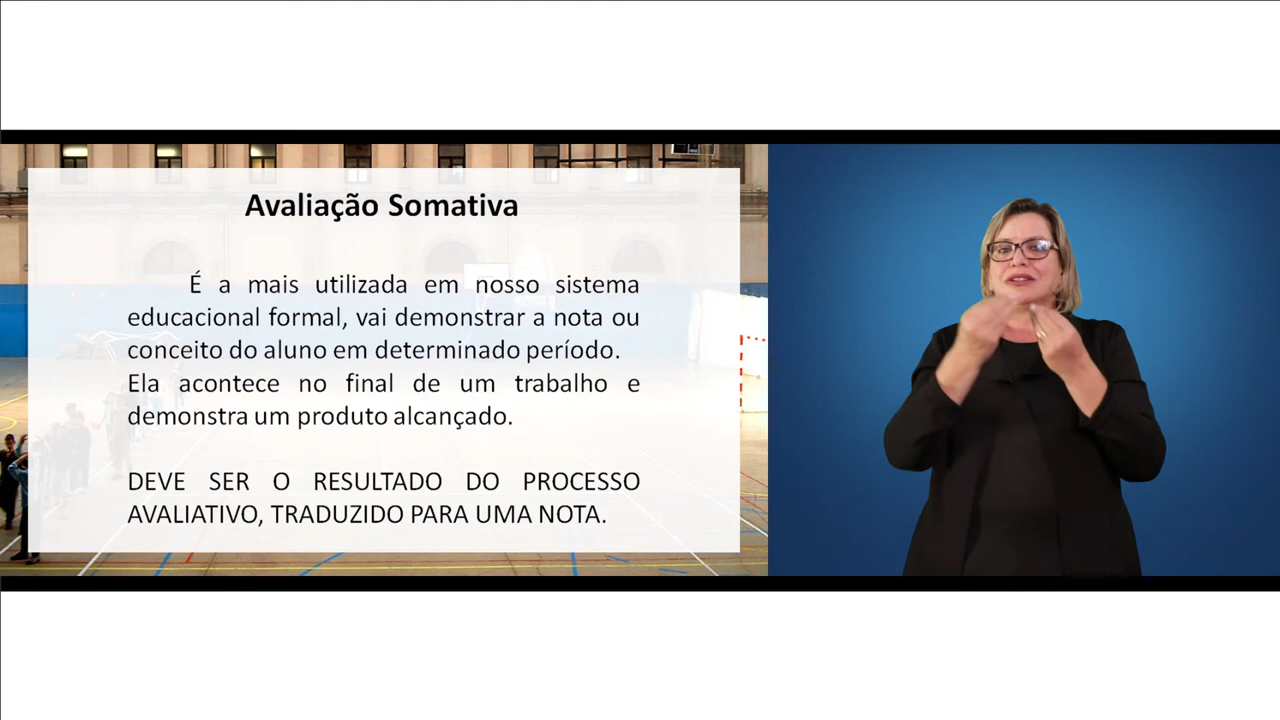 Avaliação Somativa
É a mais utilizada em nosso sistema
educacional formal, vai demonstrar a nota ou
conceito do aluno em determinado período.
Ela acontece no final de um trabalho e
demonstra um produto alcançado.
DEVE SER O RESULTADO DO PROCESSO
AVALIATIVO, TRADUZIDO PARA UMA NOTA.